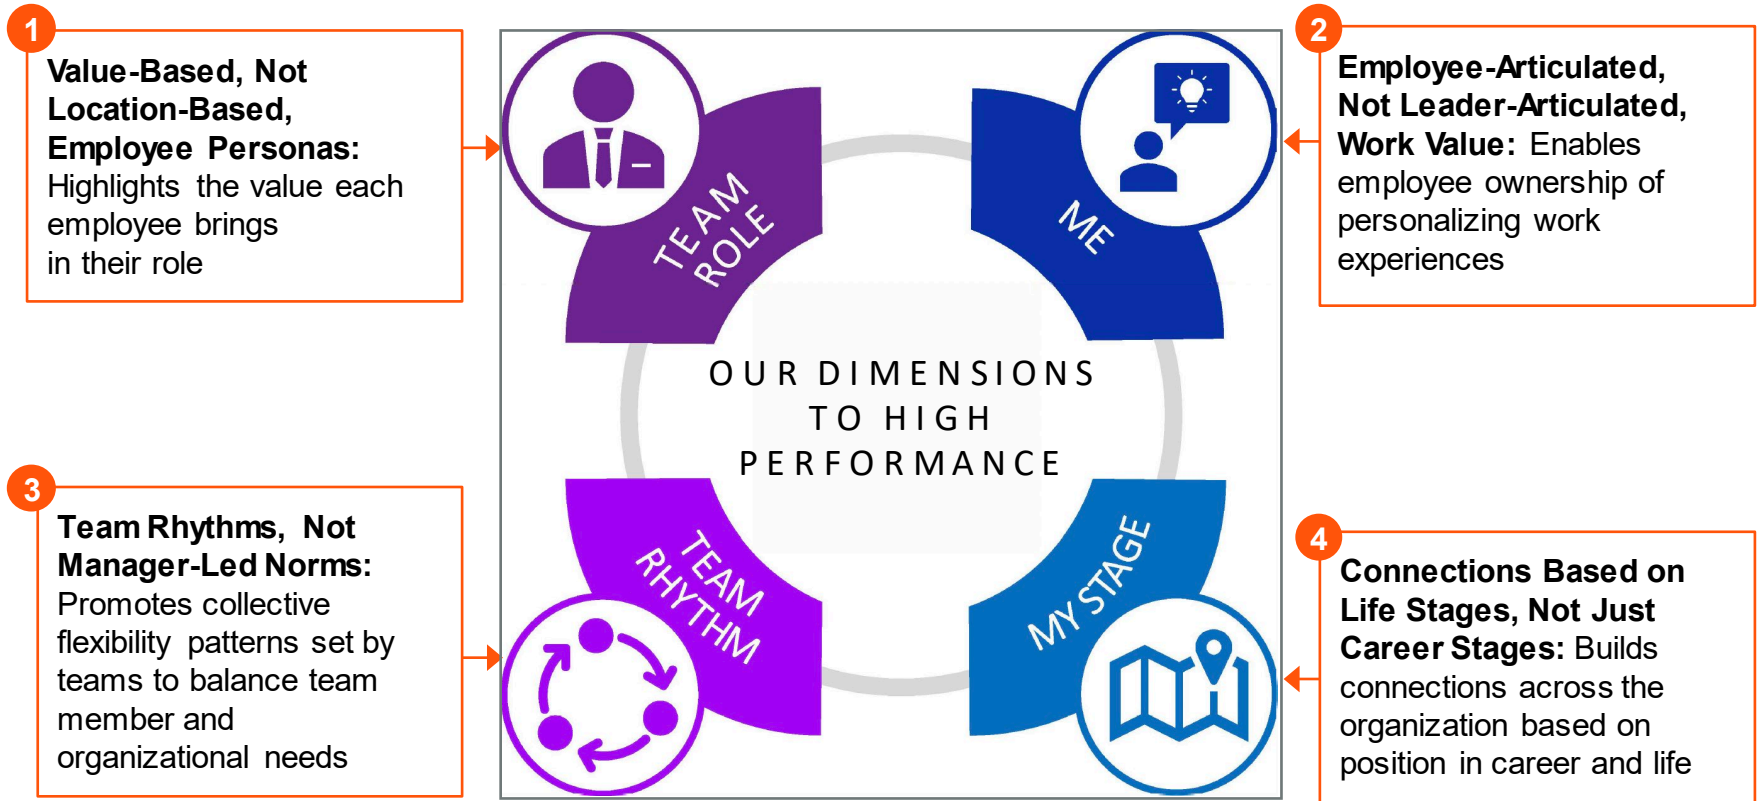 1
Value-Based, Not
Location-Based,
Employee Personas:
Highlights the value each
employee brings
in their role
TEAM
ROLE
ME
2
Employee-Articulated,
Not Leader-Articulated,
Work Value: Enables
employee ownership of
personalizing work
experiences
OUR DIMENSIONS
TO HIGH
PERFORMANCE
3
Team Rhythms, Not
Manager-Led Norms:
Promotes collective
flexibility patterns set by
teams to balance team
member and
organizational needs
TEAM
RHYTHM
MY STAGE
4
Connections Based on
Life Stages, Not Just
Career Stages: Builds
connections across the
organization based on
position in career and life